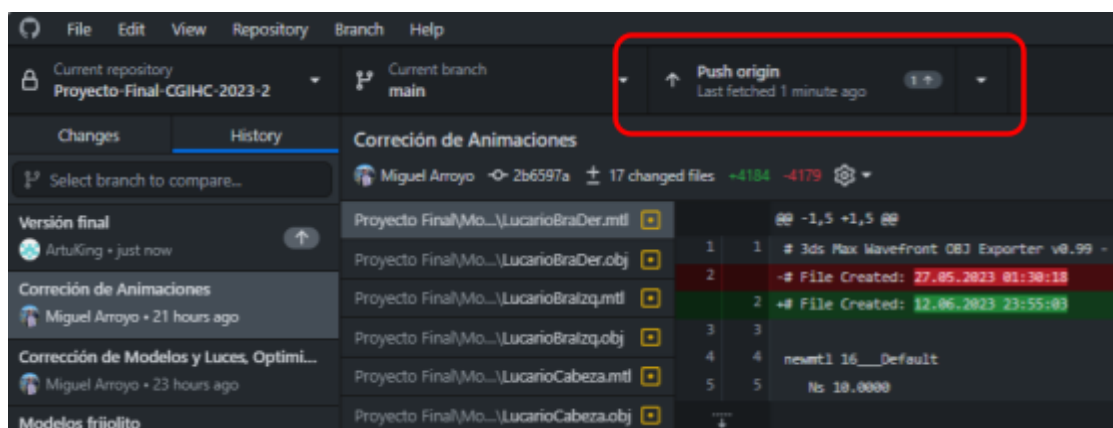 File Edit View Repository Branch Help
Current repository
Proyecto-Final-CGIHC-2023-2
Current branch
main
Push origin
Last fetched 1 minute ago
1
Changes
History
Select branch to compare...
Versión final
ArtuKing • just now
Correción de Animaciones
Miguel Arroyo • 21 hours ago
Corrección de Modelos y Luces, Optimi...
Miguel Arroyo • 23 hours ago
Modelos frijolito
Correción de Animaciones
Miguel Arroyo 2b6597a 17 changed files +4184 -4179
Proyecto Final\Mo...\LucarioBraDer.mtl
Proyecto Final\Mo...\LucarioBraDer.obj
Proyecto Final\Mo...\LucarioBraIzq.mtl
Proyecto Final\Mo...\LucarioBraIzq.obj
Proyecto Final\Mo...\LucarioCabeza.mtl
Proyecto Final\Mo...\LucarioCabeza.obj
@@ -1,5 +1,5 @@
1 1 # 3ds Max Wavefront OBJ Exporter v0.99 -
2 -# File Created: 27.05.2023 01:30:18
2 +# File Created: 12.06.2023 23:55:03
3 3
4 4 newmtl 16___Default
5 5 Ns 10.0000